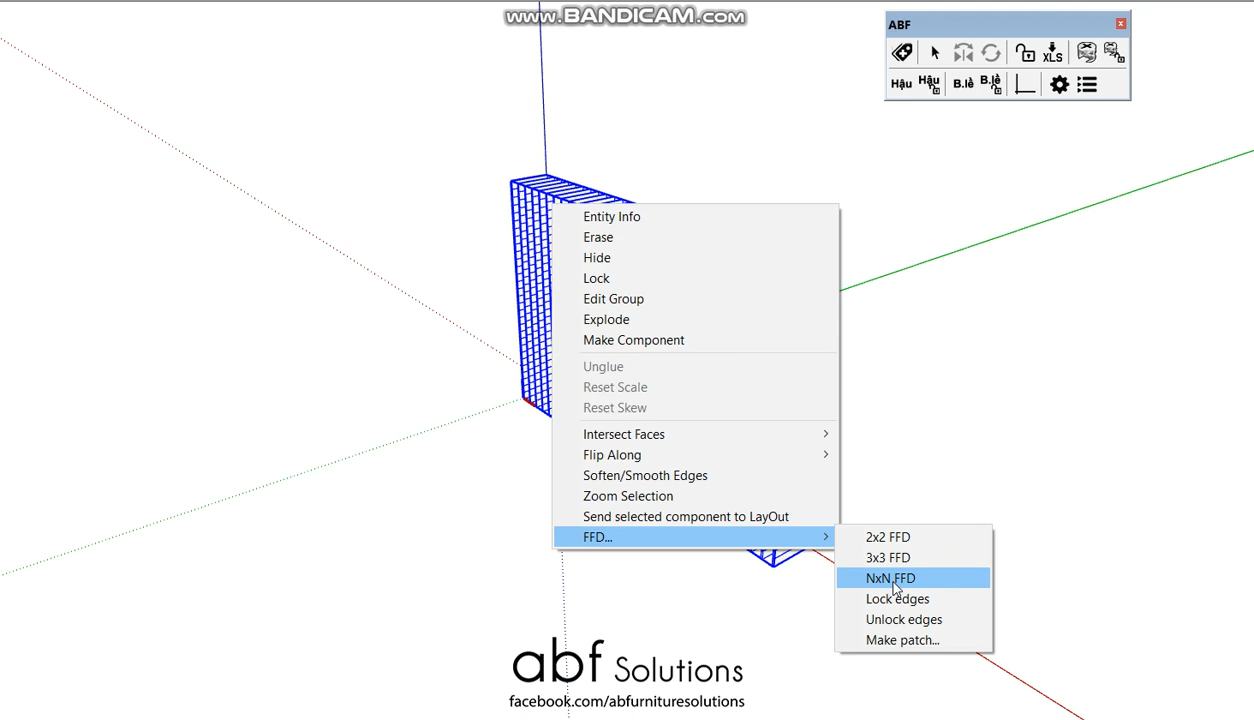 www.BANDICAM.com
ABF
XLS
Hậu Hậu B.lề B.lề
Entity Info
Erase
Hide
Lock
Edit Group
Explode
Make Component
Unglue
Reset Scale
Reset Skew
Intersect Faces
Flip Along
Soften/Smooth Edges
Zoom Selection
Send selected component to LayOut
FFD...
2x2 FFD
3x3 FFD
NxN FFD
Lock edges
Unlock edges
Make patch...
abf Solutions
facebook.com/abfurnituresolutions